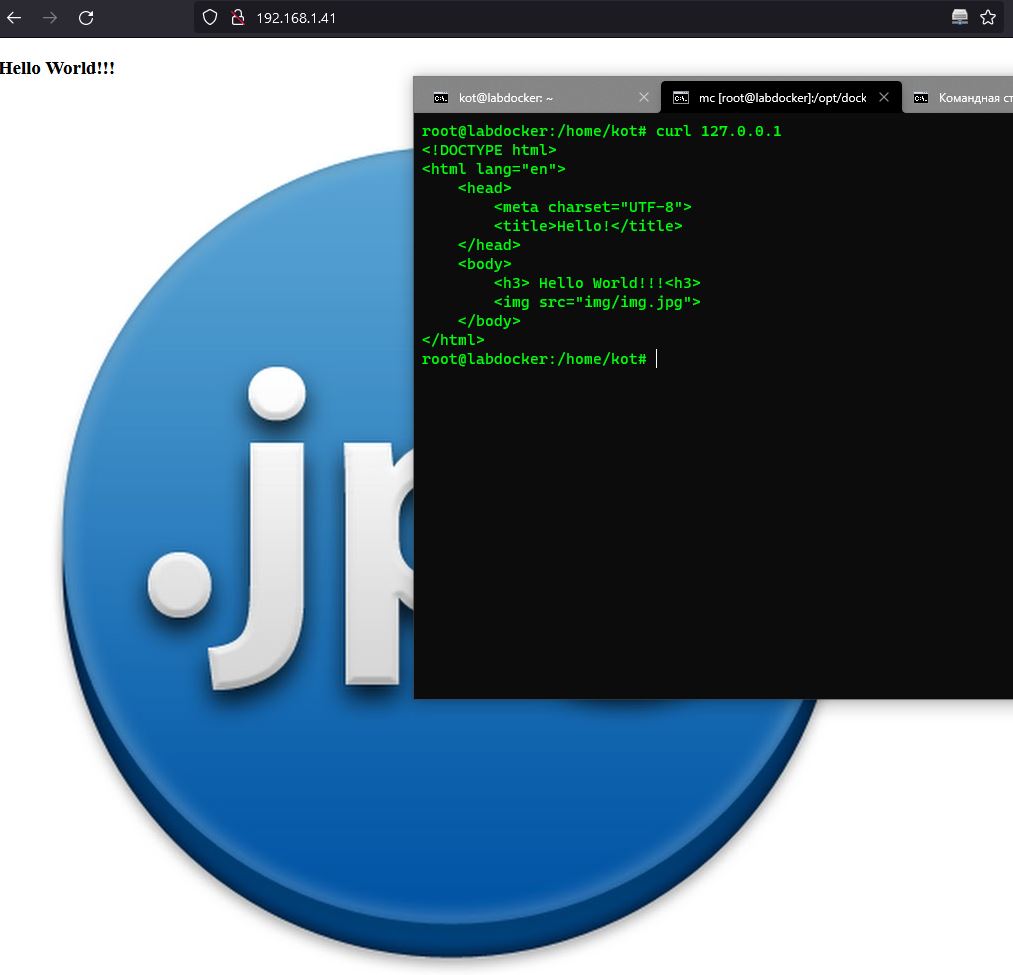 192.168.1.41
Hello World!!!
kot@labdocker: ~
mc [root@labdocker]:/opt/dock
Командная ст
root@labdocker:/home/kot# curl 127.0.0.1
<!DOCTYPE html>
<html lang="en">
    <head>
        <meta charset="UTF-8">
        <title>Hello!</title>
    </head>
    <body>
        <h3> Hello World!!!<h3>
        <img src="img/img.jpg">
    </body>
</html>
root@labdocker:/home/kot#
.jp